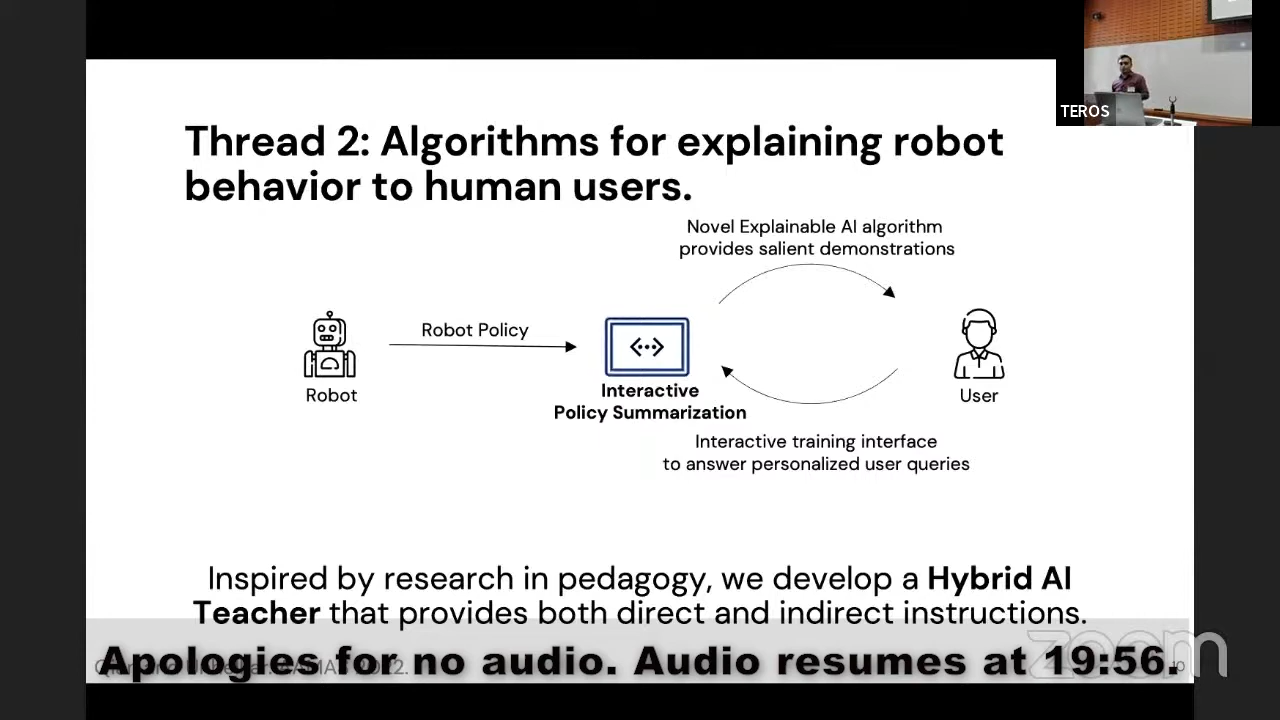 TEROS
Thread 2: Algorithms for explaining robot
behavior to human users.
Novel Explainable AI algorithm
provides salient demonstrations
Robot Policy
Robot
Interactive
Policy Summarization
User
Interactive training interface
to answer personalized user queries
Inspired by research in pedagogy, we develop a Hybrid AI
Teacher that provides both direct and indirect instructions.
zoom
Apologies for no audio. Audio resumes at 19:56.